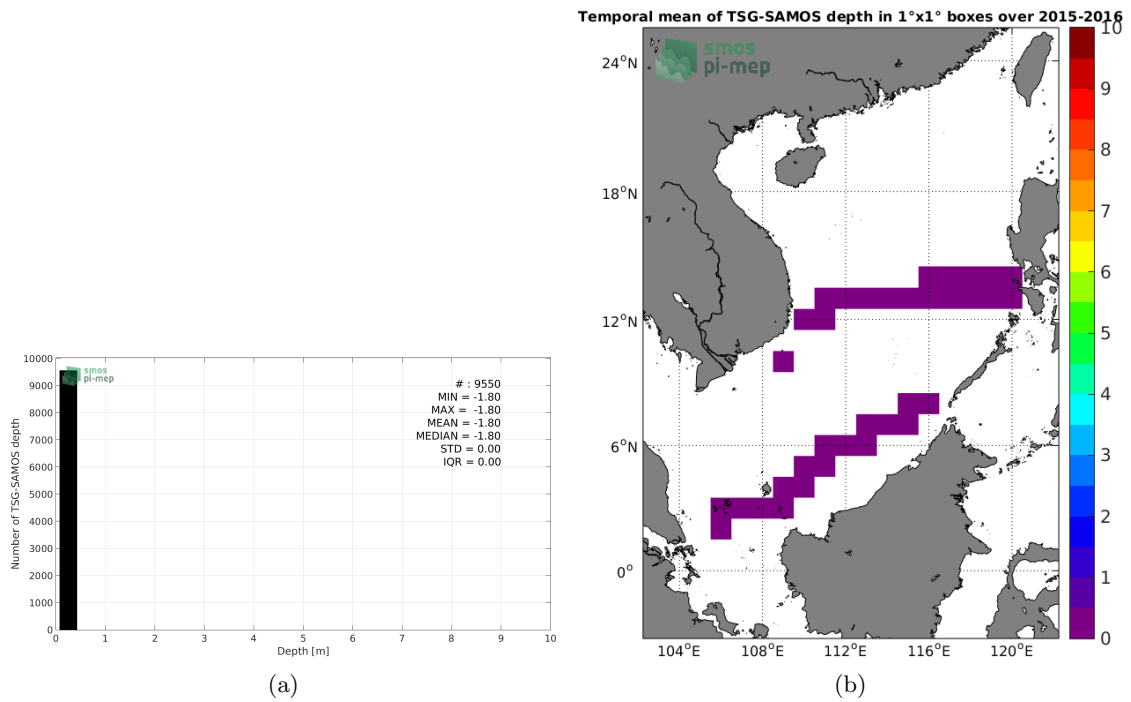 Temporal mean of TSG-SAMOS depth in 1°x1° boxes over 2015-2016
smos
pi-mep
24°N
18°N
12°N
6°N
0°
104°E 108°E 112°E 116°E 120°E
10
9
8
7
6
5
4
3
2
1
0
(b)
smos
pi-mep
# : 9550
MIN = -1.80
MAX = -1.80
MEAN = -1.80
MEDIAN = -1.80
STD = 0.00
IQR = 0.00
Number of TSG-SAMOS depth
10000
9000
8000
7000
6000
5000
4000
3000
2000
1000
0
0 1 2 3 4 5 6 7 8 9 10
Depth [m]
(a)